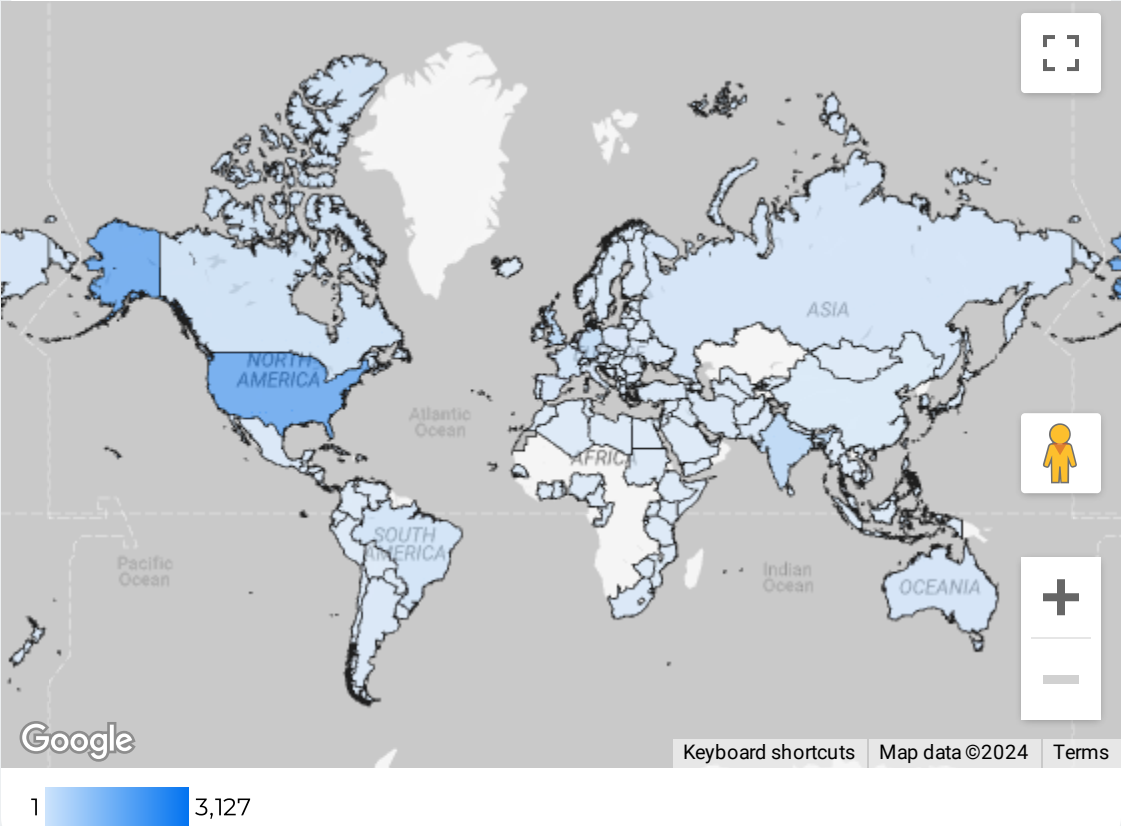 ASIA
NORTH
AMERICA
Atlantic
Ocean
AFRICA
SOUTH
AMERICA
Pacific
Ocean
Indian
Ocean
OCEANIA
Google
Keyboard shortcuts
Map data ©2024
Terms
1
3,127